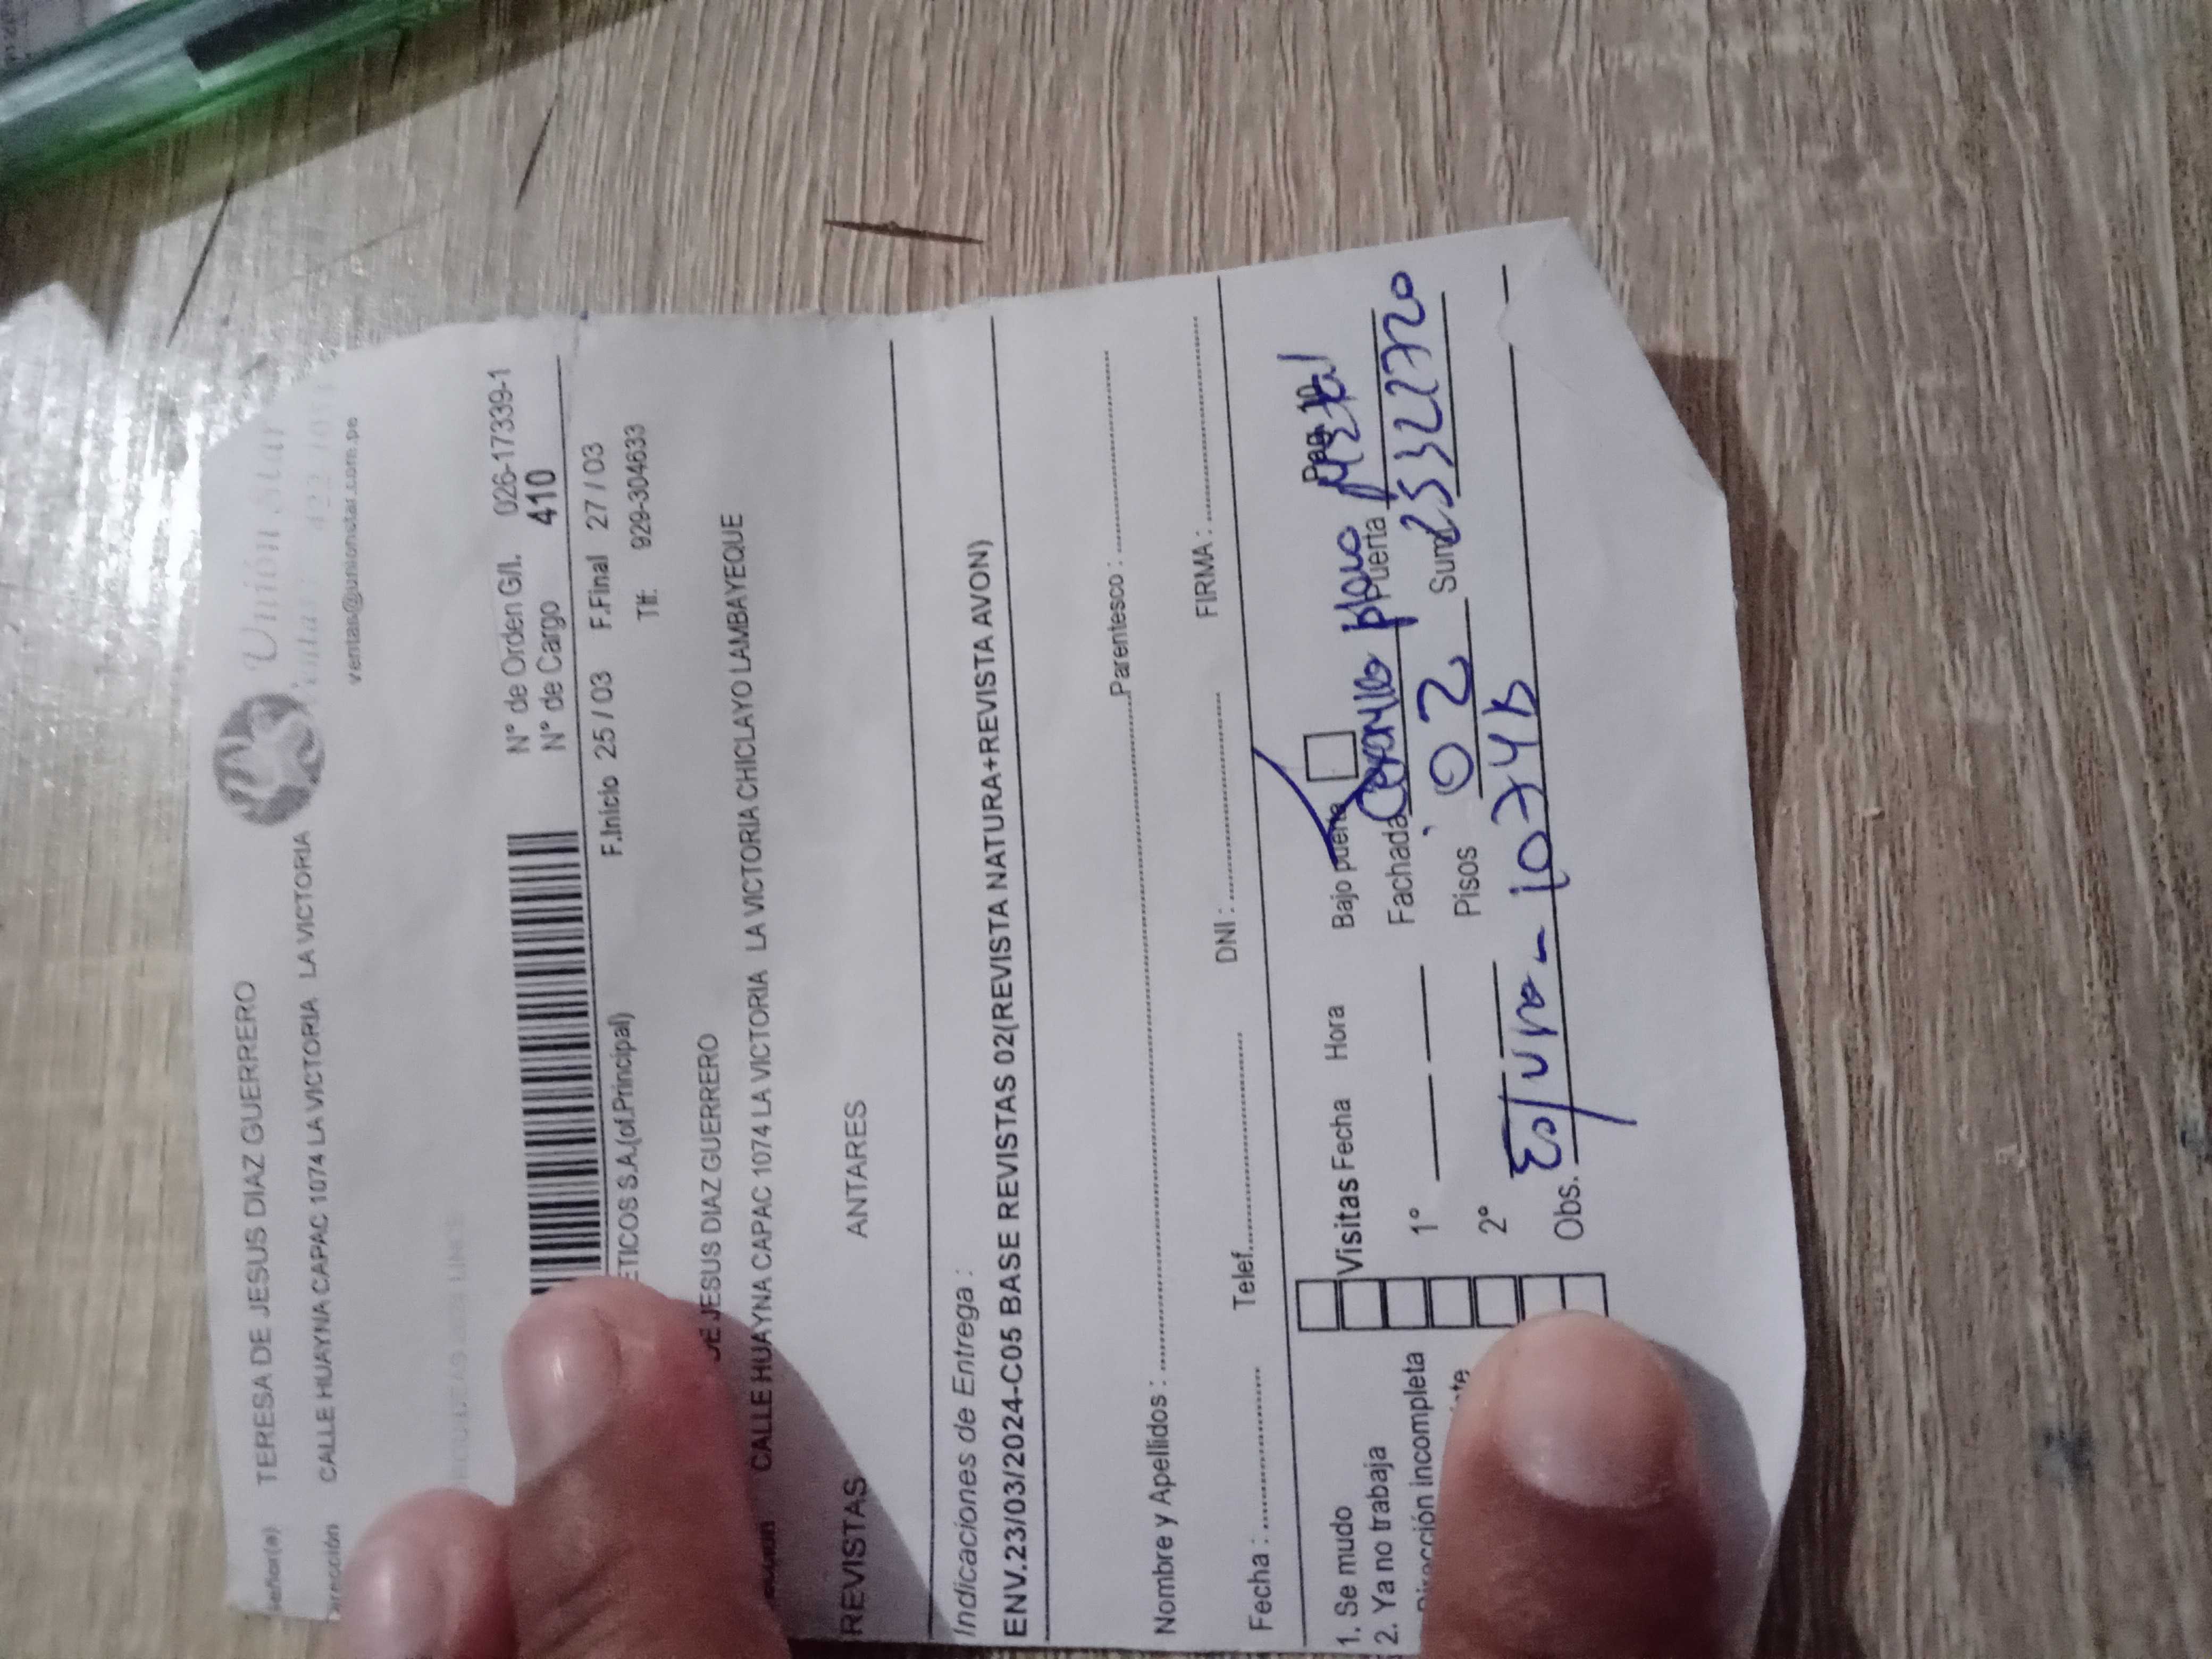 señor(a) TERESA DE JESUS DIAZ GUERRERO
CALLE HUAYNA CAPAC 1074 LA VICTORIA LA VICTORIA
Unión Star
ventas@unionstar.com.pe
N° de Orden G/I. 026-17339-1
N° de Cargo 410
F.Inicio 25 / 03 F.Final 27 / 03
ETICOS S.A.(of.Principal) Tlf: 929-304633
DE JESUS DIAZ GUERRERO
CALLE HUAYNA CAPAC 1074 LA VICTORIA LA VICTORIA CHICLAYO LAMBAYEQUE
REVISTAS ANTARES
Indicaciones de Entrega :
ENV.23/03/2024-C05 BASE REVISTAS 02(REVISTA NATURA+REVISTA AVON)
Nombre y Apellidos : Parentesco :
Fecha : Telef. DNI : FIRMA :
1. Se mudo Visitas Fecha Hora Bajo puerta
2. Ya no trabaja 1° Fachada Puerta Metal
Dirección incompleta 2° Pisos 02 Sum 25322720
Obs.